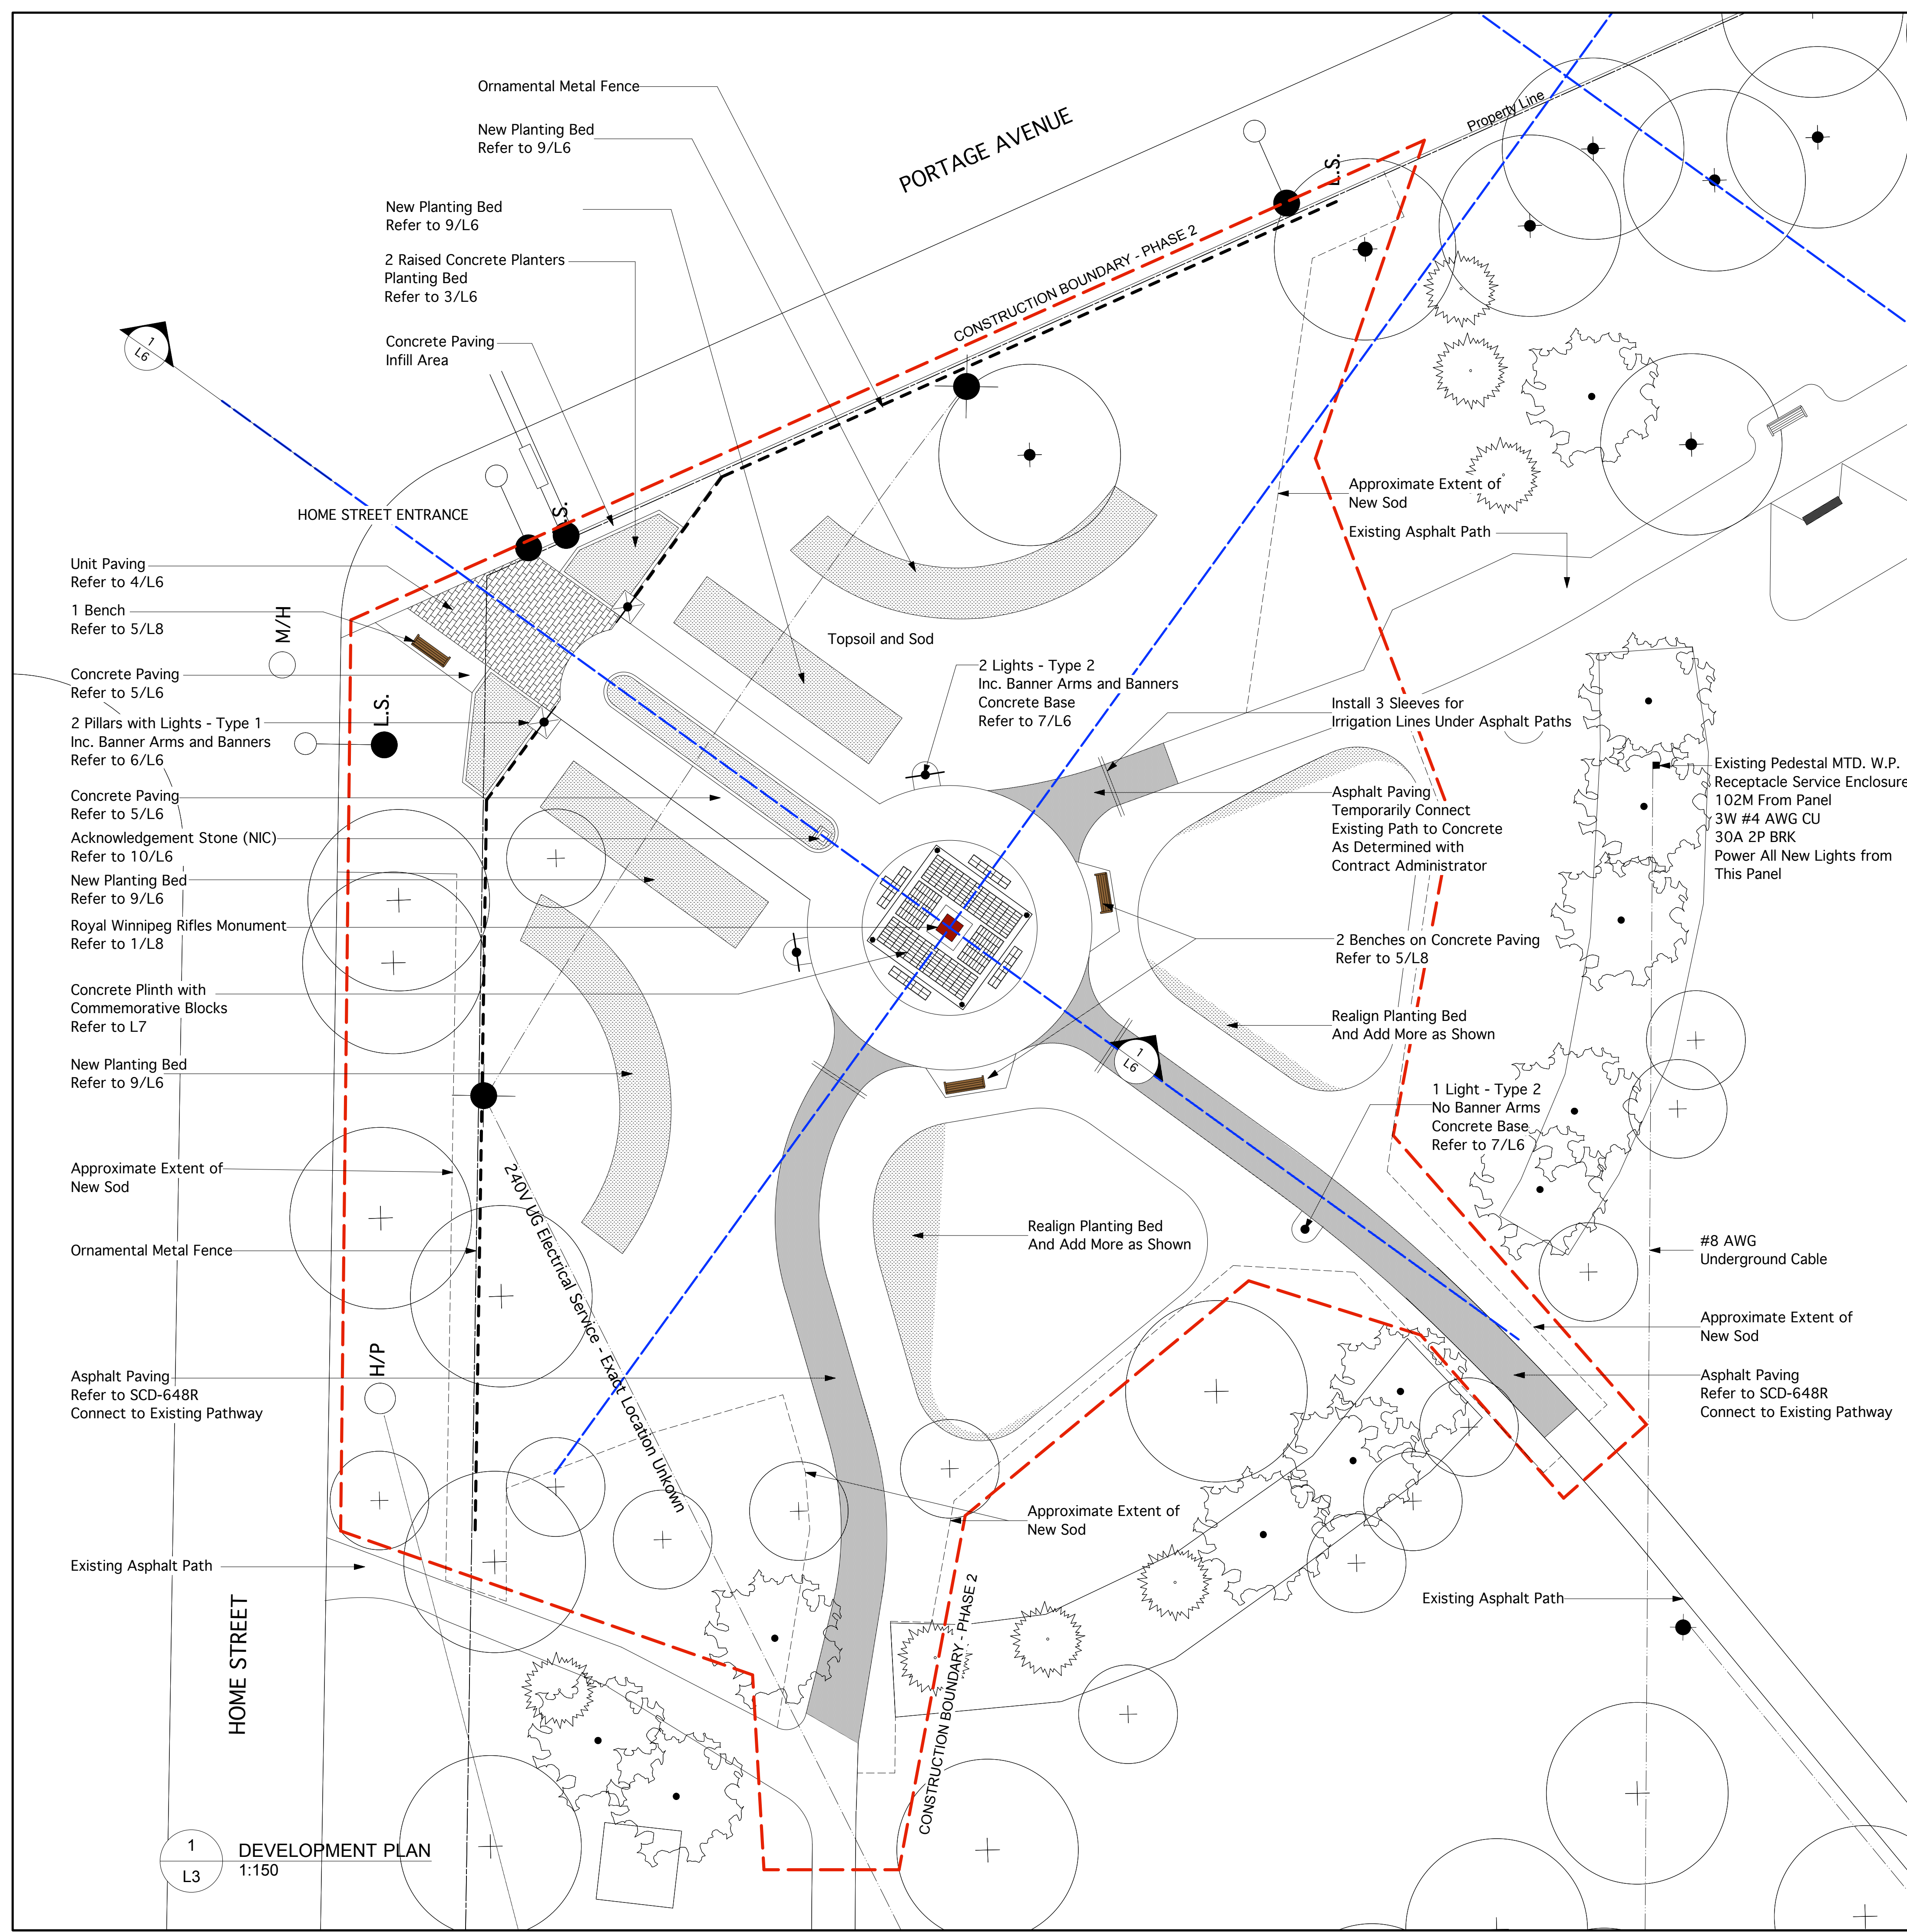 Ornamental Metal Fence
New Planting Bed
Refer to 9/L6
PORTAGE AVENUE
Property Line
L.S.
New Planting Bed
Refer to 9/L6
2 Raised Concrete Planters
Planting Bed
Refer to 3/L6
CONSTRUCTION BOUNDARY - PHASE 2
Concrete Paving
Infill Area
1
L6
HOME STREET ENTRANCE
L.S.
Approximate Extent of
New Sod
Existing Asphalt Path
Unit Paving
Refer to 4/L6
1 Bench
Refer to 5/L8
M/H
Topsoil and Sod
2 Lights - Type 2
Inc. Banner Arms and Banners
Concrete Base
Refer to 7/L6
Concrete Paving
Refer to 5/L6
L.S.
2 Pillars with Lights - Type 1
Inc. Banner Arms and Banners
Refer to 6/L6
Install 3 Sleeves for
Irrigation Lines Under Asphalt Paths
Existing Pedestal MTD. W.P.
Receptacle Service Enclosure
102M From Panel
3W #4 AWG CU
30A 2P BRK
Power All New Lights from
This Panel
Concrete Paving
Refer to 5/L6
Asphalt Paving
Temporarily Connect
Existing Path to Concrete
As Determined with
Contract Administrator
Acknowledgement Stone (NIC)
Refer to 10/L6
New Planting Bed
Refer to 9/L6
Royal Winnipeg Rifles Monument
Refer to 1/L8
2 Benches on Concrete Paving
Refer to 5/L8
Concrete Plinth with
Commemorative Blocks
Refer to L7
Realign Planting Bed
And Add More as Shown
1
L6
New Planting Bed
Refer to 9/L6
1 Light - Type 2
No Banner Arms
Concrete Base
Refer to 7/L6
Approximate Extent of
New Sod
240V UG Electrical Service - Exact Location Unkown
Realign Planting Bed
And Add More as Shown
Ornamental Metal Fence
#8 AWG
Underground Cable
Approximate Extent of
New Sod
H/P
Asphalt Paving
Refer to SCD-648R
Connect to Existing Pathway
Asphalt Paving
Refer to SCD-648R
Connect to Existing Pathway
Approximate Extent of
New Sod
Existing Asphalt Path
Existing Asphalt Path
HOME STREET
CONSTRUCTION BOUNDARY - PHASE 2
1
L3
DEVELOPMENT PLAN
1:150